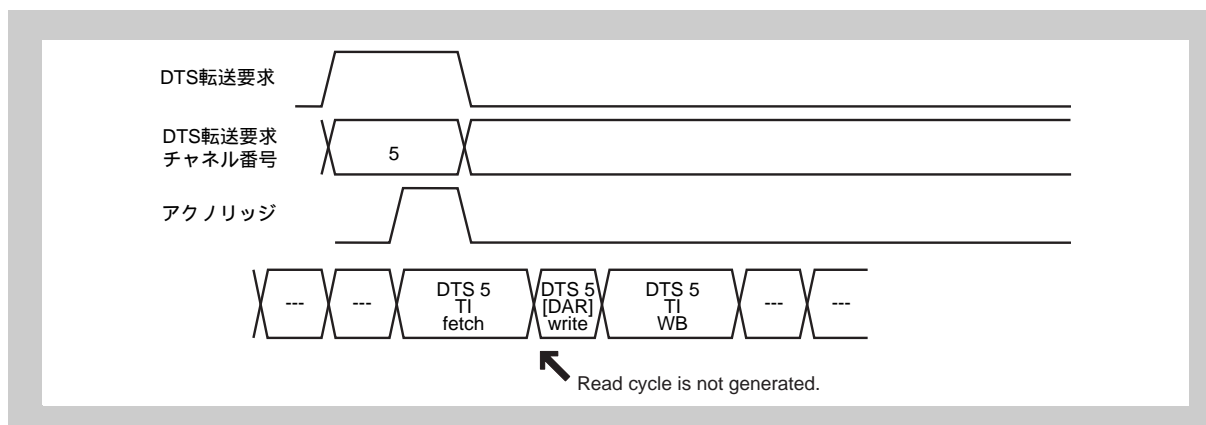 DTS転送要求
DTS転送要求
チャネル番号
5
アクノリッジ
---
---
DTS 5
TI
fetch
DTS 5
[DAR]
write
DTS 5
TI
WB
---
---
Read cycle is not generated.